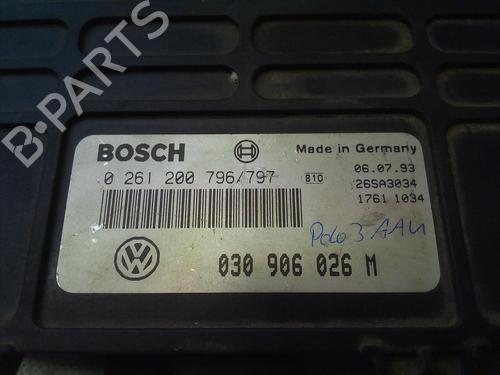 BOSCH
Made in Germany
0 261 200 796/797
810
06.07.93
26SA3034
1761 1034
Polo 3 AAU
030 906 026 M
B-PARTS